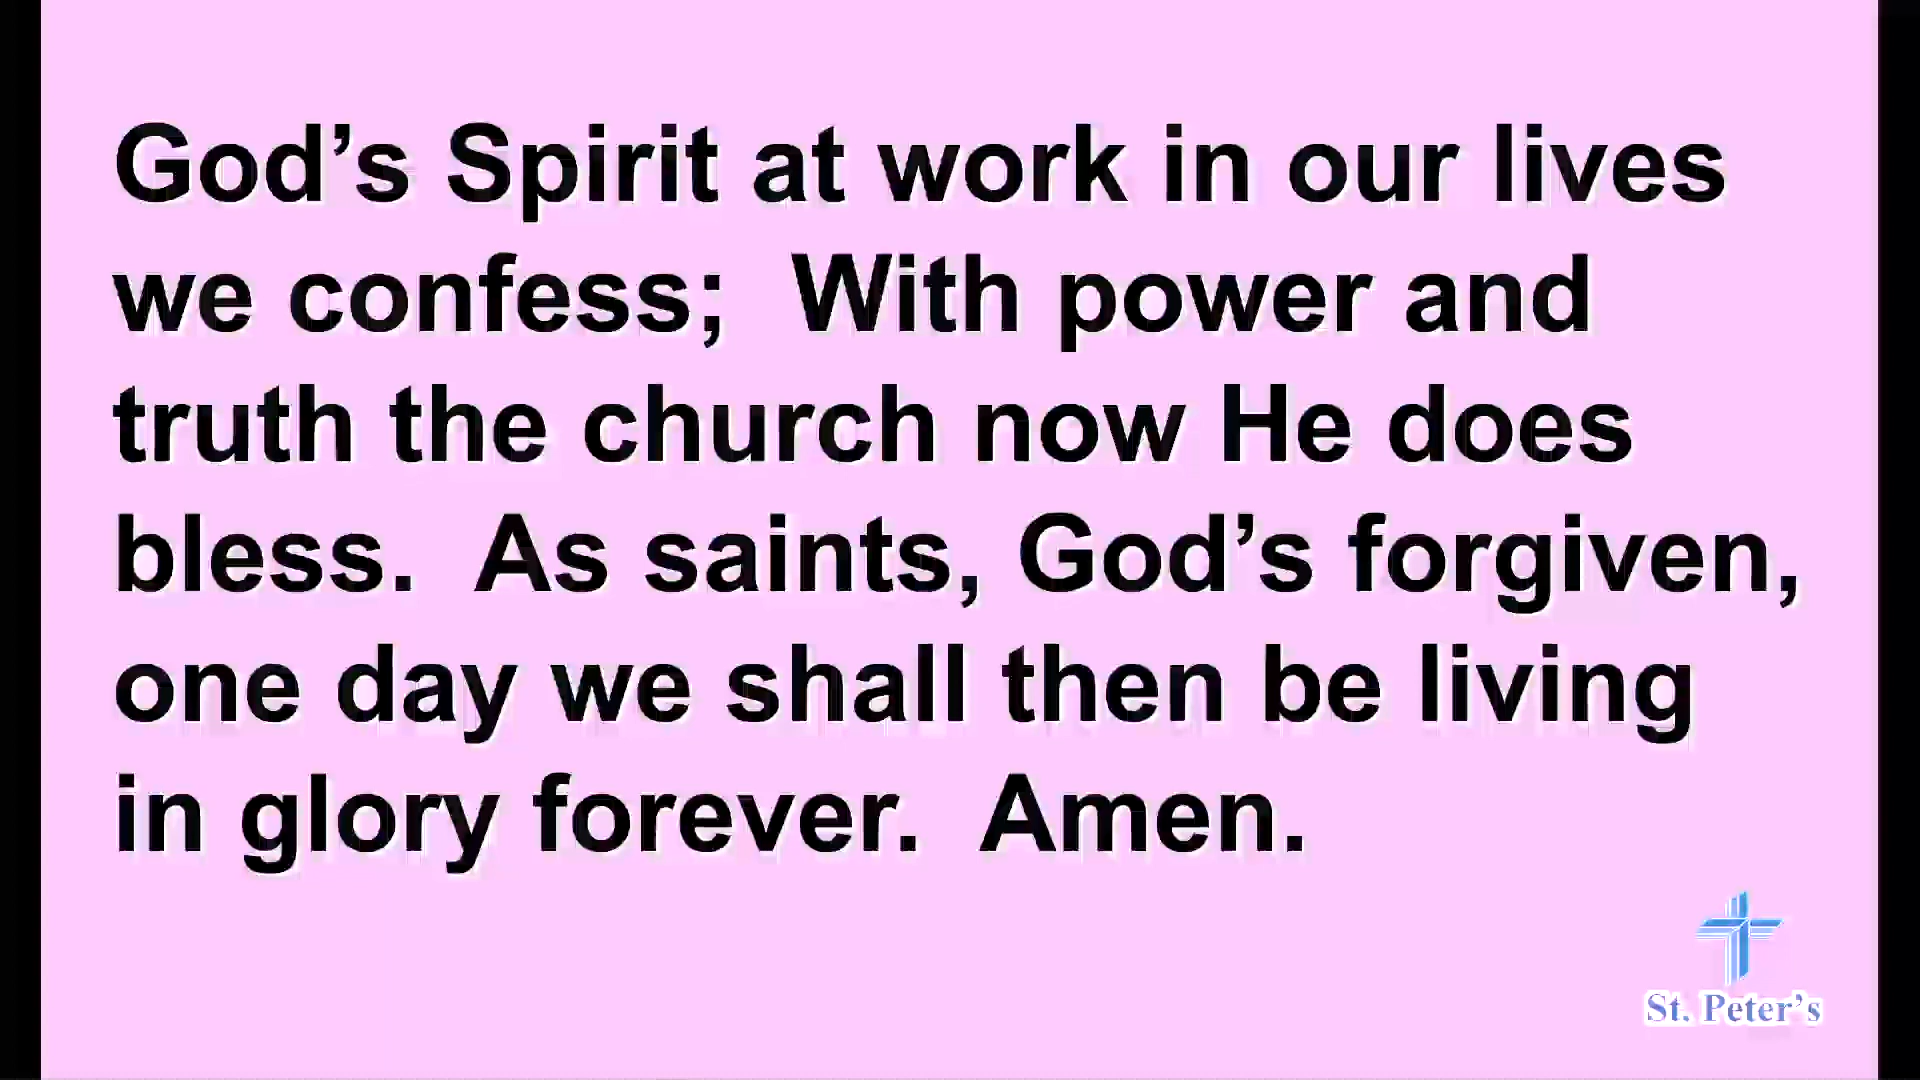 God’s Spirit at work in our lives
we confess;  With power and
truth the church now He does
bless.  As saints, God’s forgiven,
one day we shall then be living
in glory forever.  Amen.
St. Peter’s